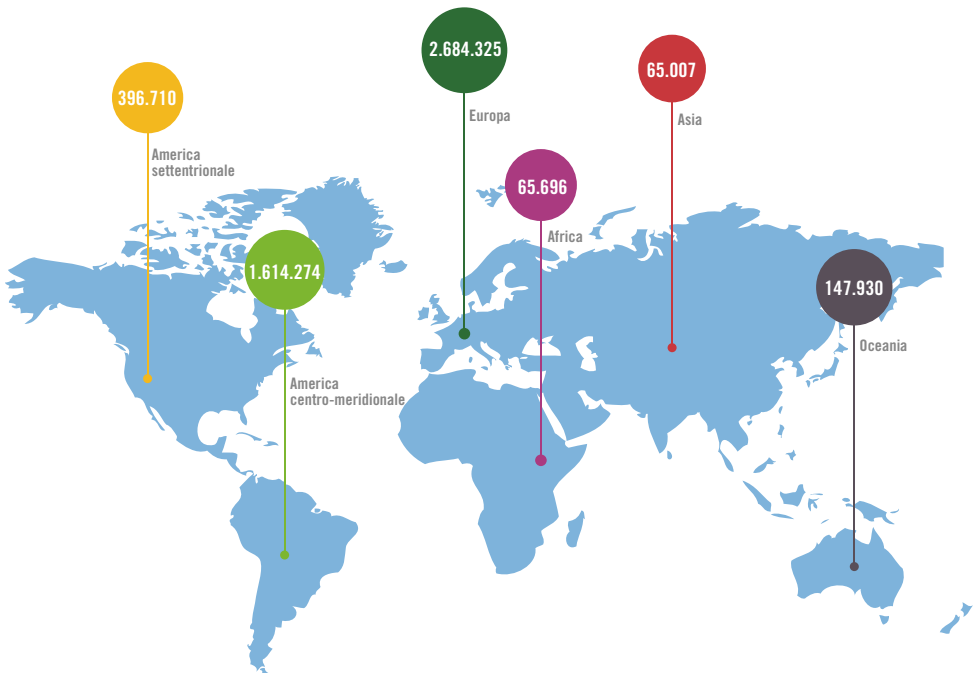 2.684.325
Europa
65.007
Asia
396.710
America
settentrionale
65.696
Africa
1.614.274
America
centro-meridionale
147.930
Oceania